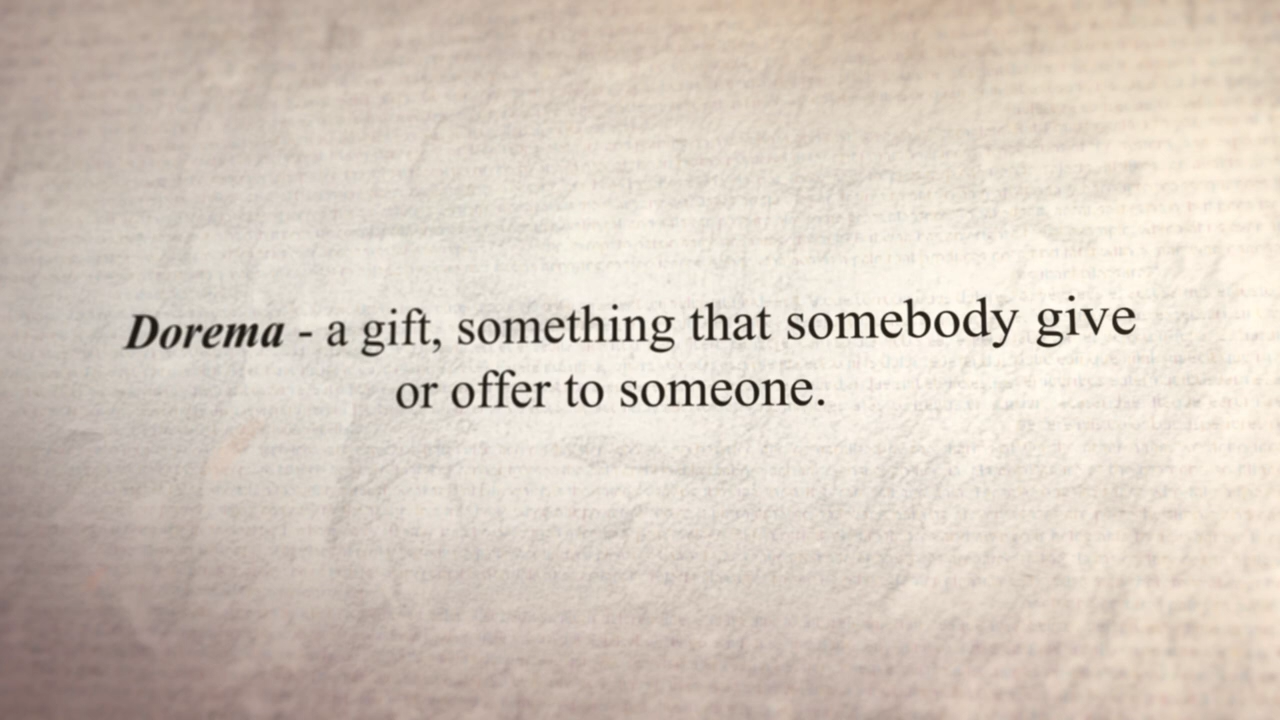 Dorema - a gift, something that somebody give
or offer to someone.